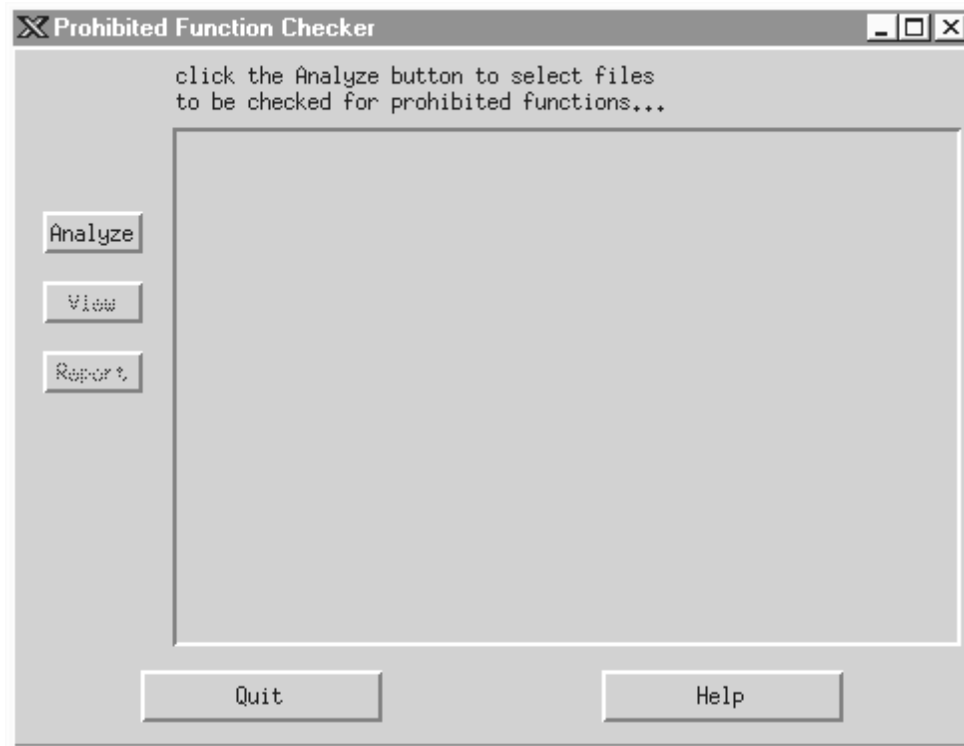 Prohibited Function Checker
click the Analyze button to select files
to be checked for prohibited functions...
Analyze
View
Report
Quit
Help